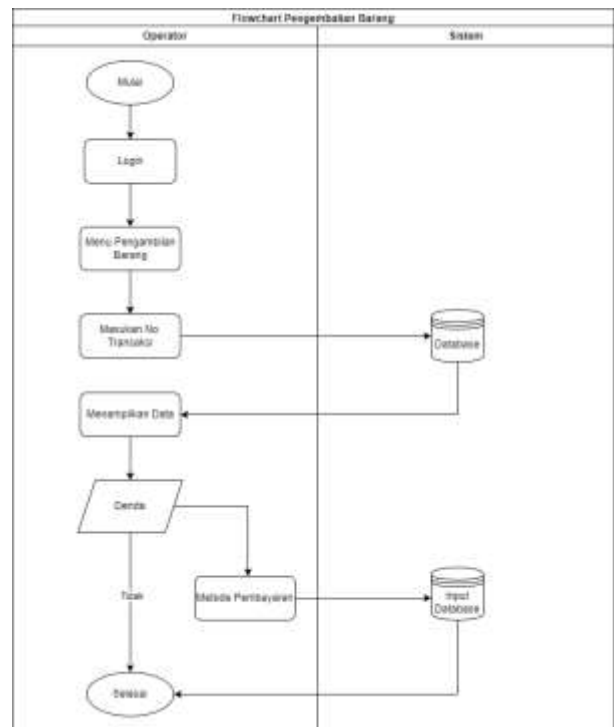 Flowchart Pengembalian Barang
Operator
Sistem
Mulai
Login
Menu Pengambilan
Barang
Masukan No
Transaksi
Database
Menampilkan Data
Denda
Tidak
Metode Pembayaran
Input
Database
Selesai